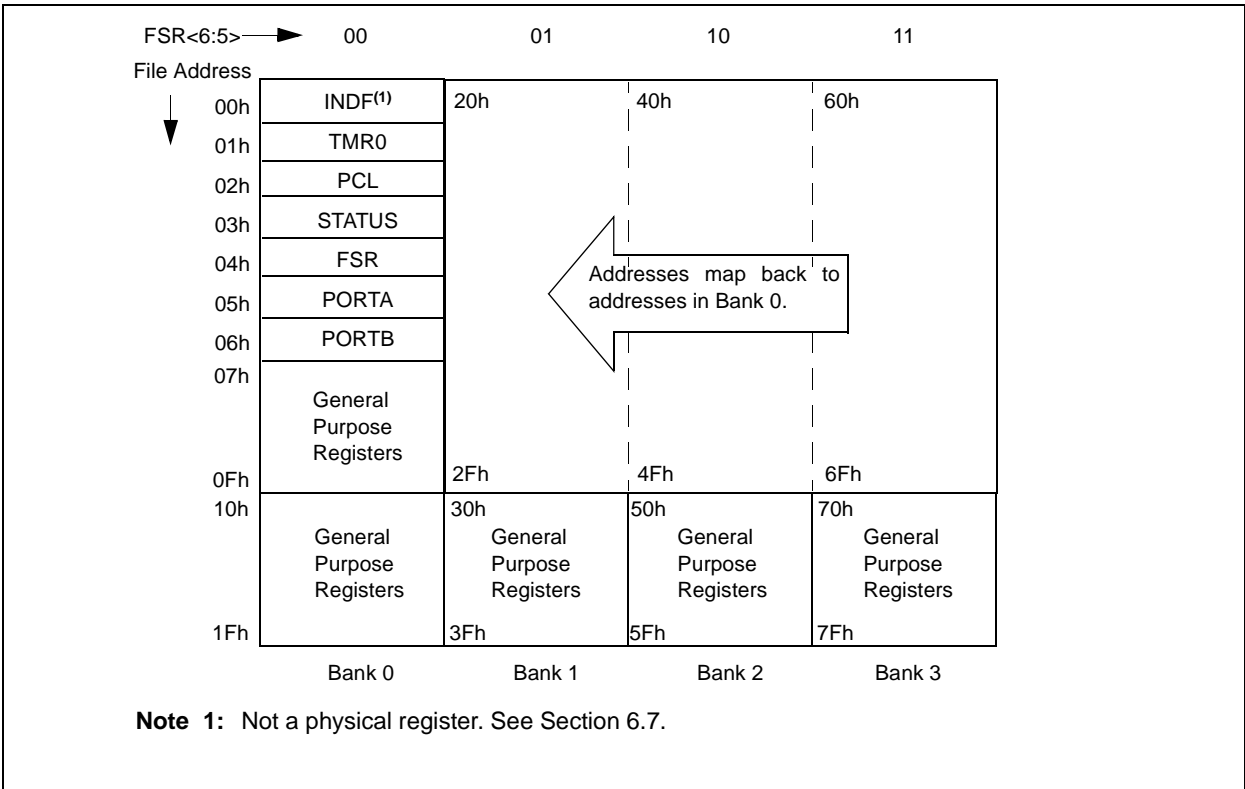 FSR<6:5> 00 01 10 11
File Address
00h INDF(1) 20h 40h 60h
01h TMR0
02h PCL
03h STATUS
04h FSR
Addresses map back to
addresses in Bank 0.
05h PORTA
06h PORTB
07h
General
Purpose
Registers
0Fh 2Fh 4Fh 6Fh
10h 30h 50h 70h
General General General General
Purpose Purpose Purpose Purpose
Registers Registers Registers Registers
1Fh 3Fh 5Fh 7Fh
Bank 0 Bank 1 Bank 2 Bank 3
Note 1: Not a physical register. See Section 6.7.